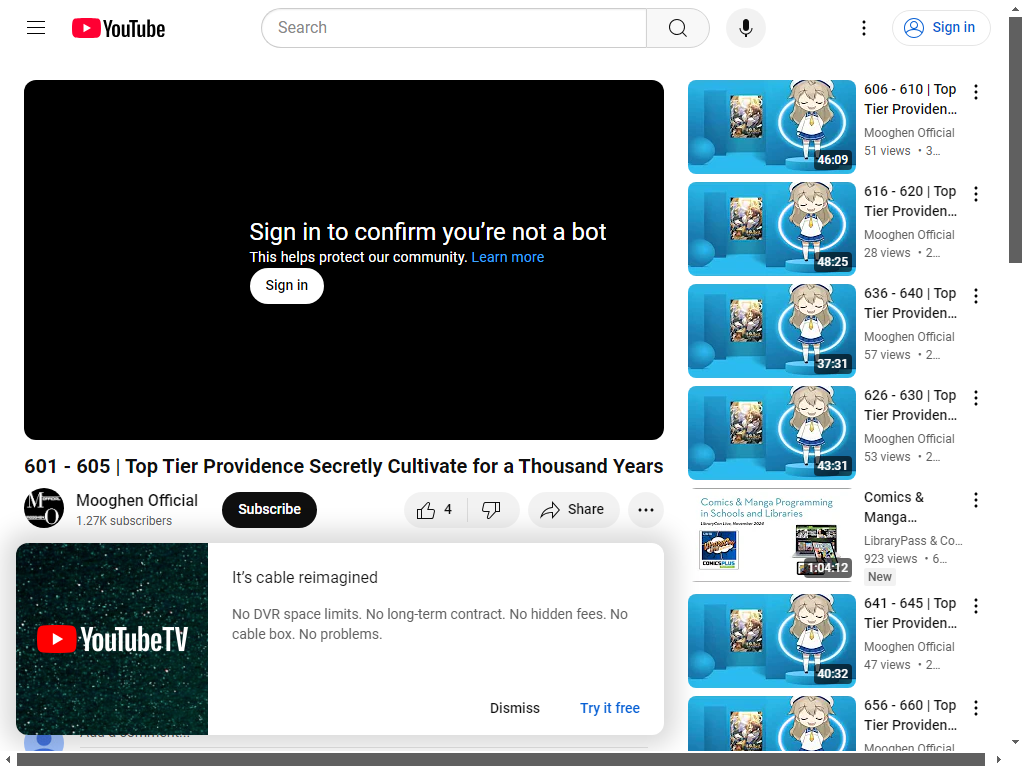 YouTube
Search
Sign in
Sign in to confirm you’re not a bot
This helps protect our community. Learn more
Sign in
601 - 605 | Top Tier Providence Secretly Cultivate for a Thousand Years
Mooghen Official
1.27K subscribers
Subscribe
4
Share
It’s cable reimagined
No DVR space limits. No long-term contract. No hidden fees. No
cable box. No problems.
YouTubeTV
Dismiss
Try it free
Add a comment...
46:09
606 - 610 | Top
Tier Providen...
Mooghen Official
51 views • 3...
48:25
616 - 620 | Top
Tier Providen...
Mooghen Official
28 views • 2...
37:31
636 - 640 | Top
Tier Providen...
Mooghen Official
57 views • 2...
43:31
626 - 630 | Top
Tier Providen...
Mooghen Official
53 views • 2...
Comics & Manga Programming
in Schools and Libraries
LibraryCon Live, November 2024
COMICSPLUS
1:04:12
Comics &
Manga...
LibraryPass & Co...
923 views • 6...
New
40:32
641 - 645 | Top
Tier Providen...
Mooghen Official
47 views • 2...
656 - 660 | Top
Tier Providen...
Mooghen Official